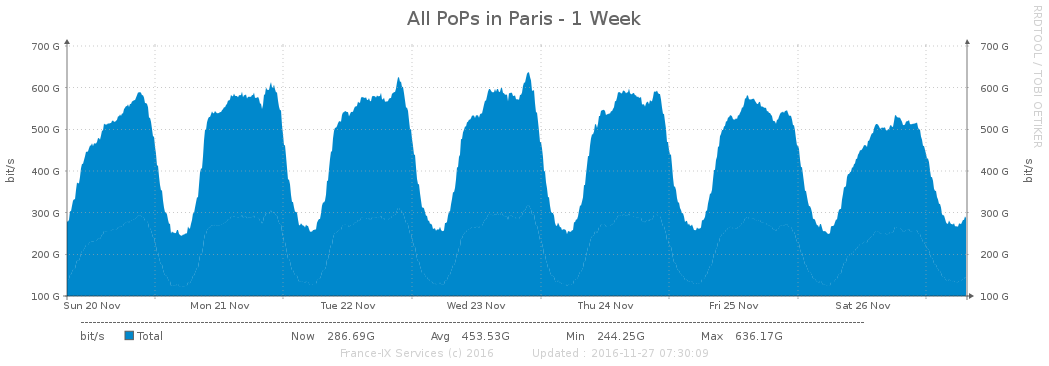 All PoPs in Paris - 1 Week
RRDTOOL / TOBI OETIKER
700 G 700 G
600 G 600 G
500 G 500 G
400 G 400 G
300 G 300 G
200 G 200 G
100 G 100 G
bit/s bit/s
Sun 20 Nov Mon 21 Nov Tue 22 Nov Wed 23 Nov Thu 24 Nov Fri 25 Nov Sat 26 Nov
bit/s Total Now 286.69G Avg 453.53G Min 244.25G Max 636.17G
France-IX Services (c) 2016 Updated : 2016-11-27 07:30:09